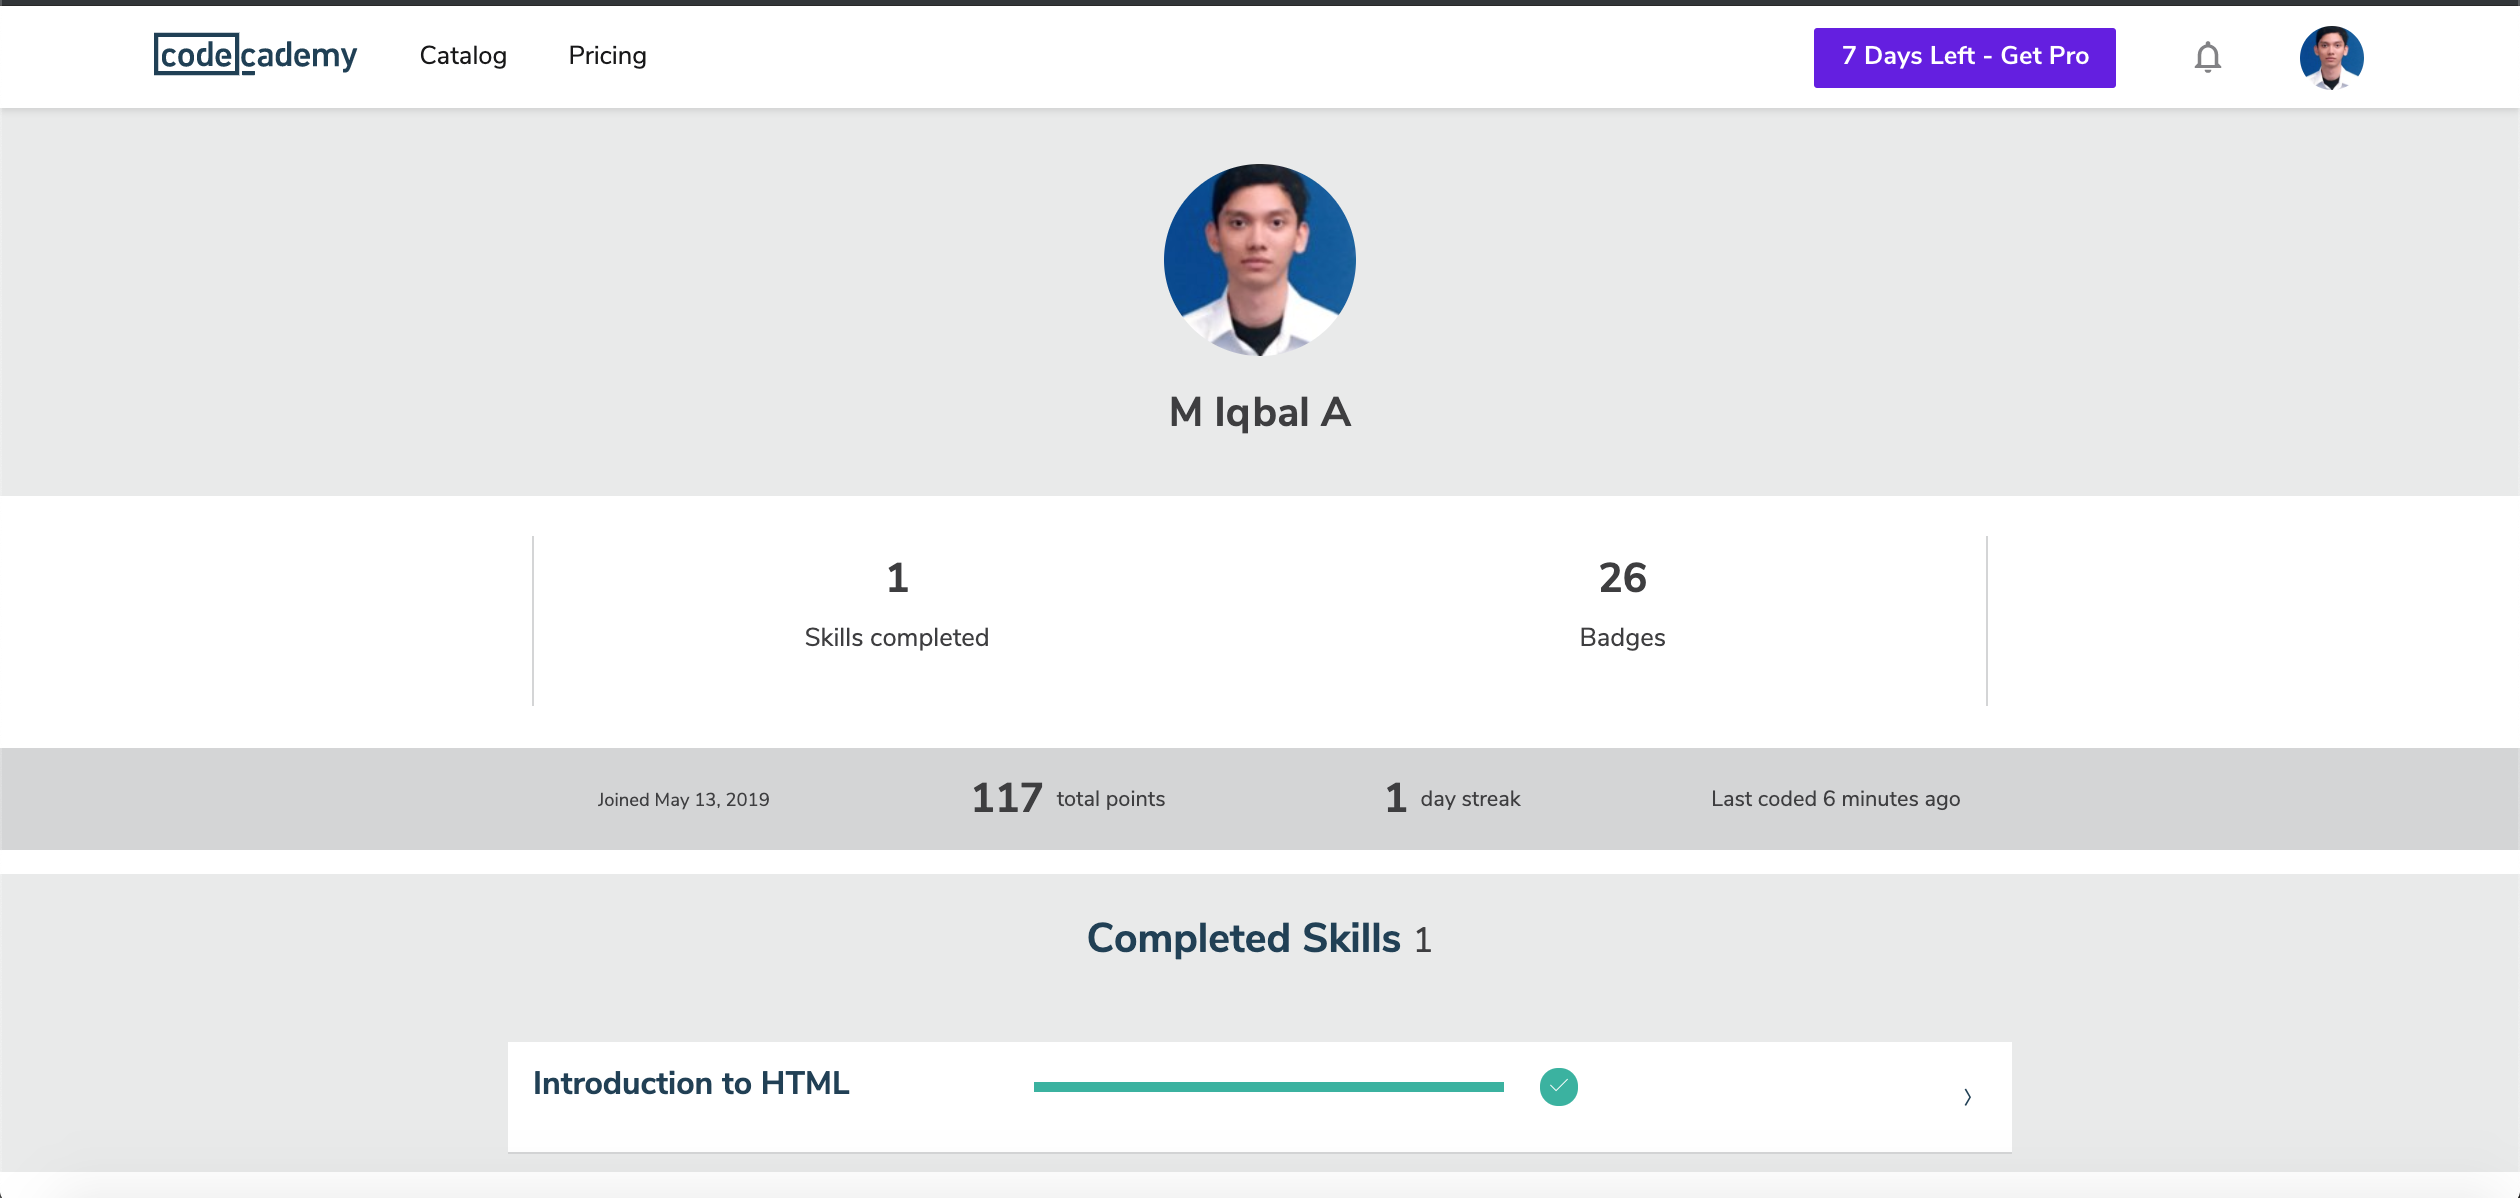 codecademy Catalog Pricing 7 Days Left - Get Pro
M Iqbal A
1
Skills completed
26
Badges
Joined May 13, 2019 117 total points 1 day streak Last coded 6 minutes ago
Completed Skills 1
Introduction to HTML